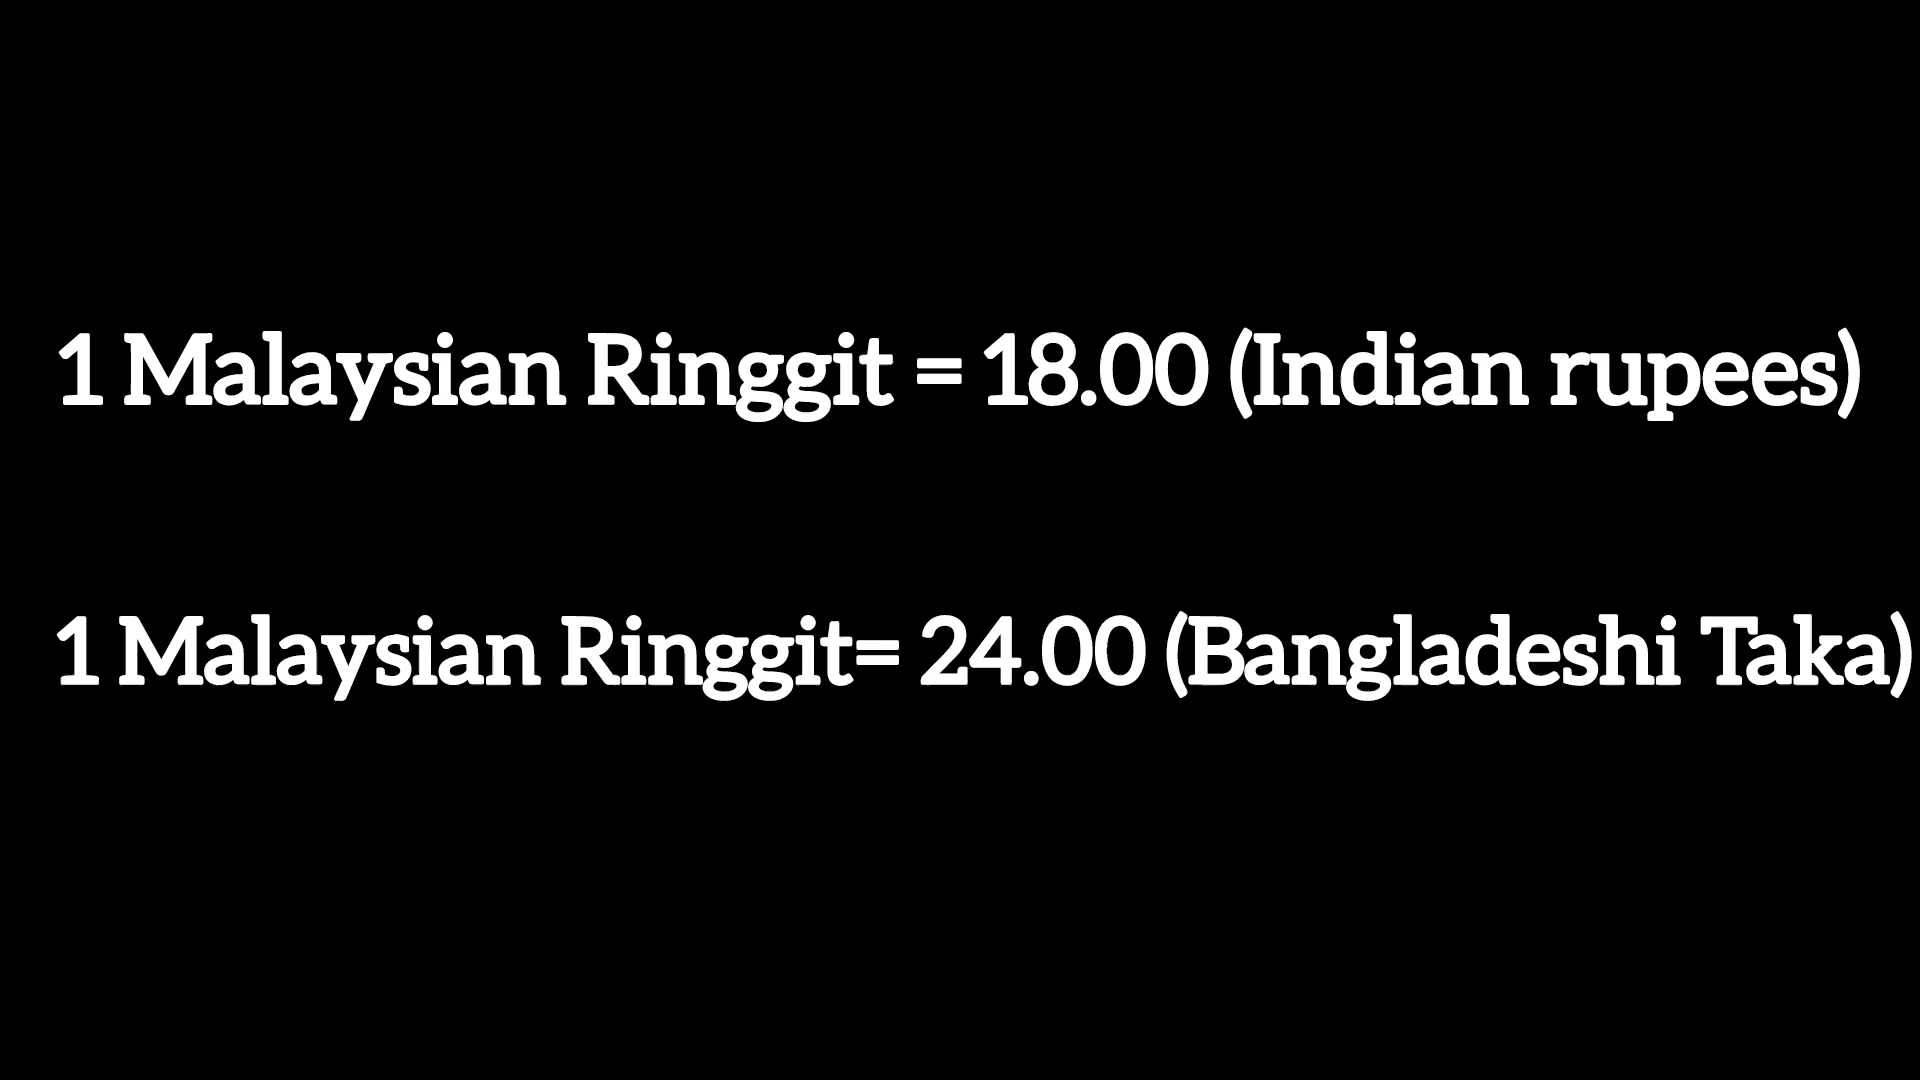 1 Malaysian Ringgit = 18.00 (Indian rupees)
1 Malaysian Ringgit= 24.00 (Bangladeshi Taka)